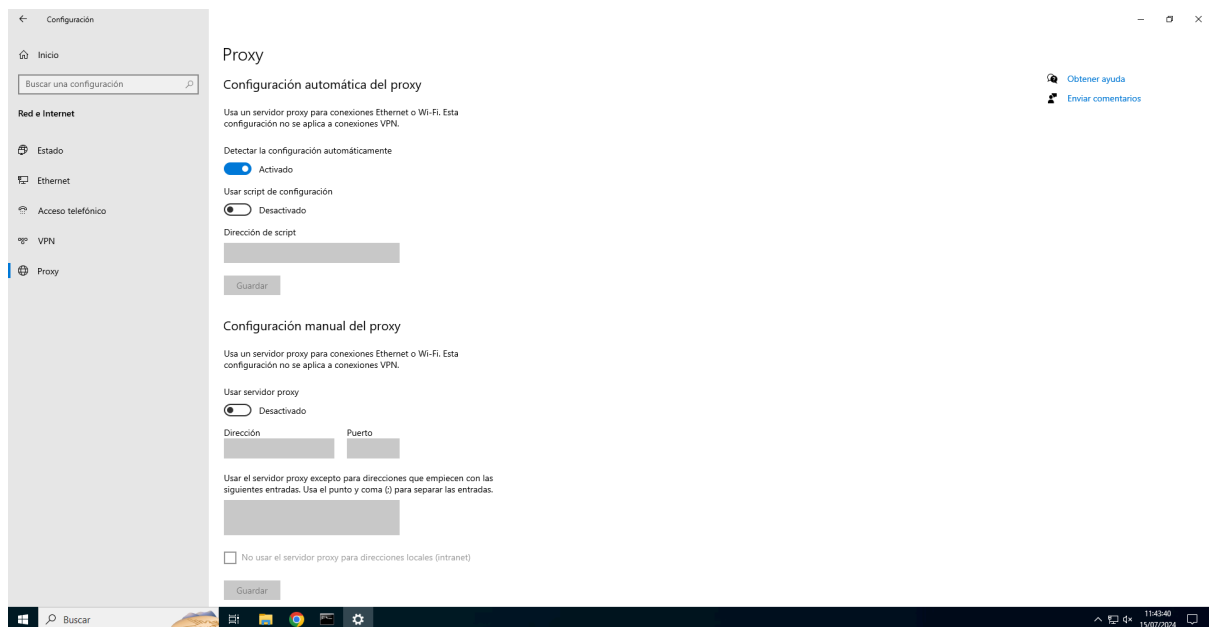 Configuración
Inicio
Buscar una configuración
Red e Internet
Estado
Ethernet
Acceso telefónico
VPN
Proxy
Proxy
Configuración automática del proxy
Usa un servidor proxy para conexiones Ethernet o Wi-Fi. Esta
configuración no se aplica a conexiones VPN.
Detectar la configuración automáticamente
Activado
Usar script de configuración
Desactivado
Dirección de script
Guardar
Configuración manual del proxy
Usa un servidor proxy para conexiones Ethernet o Wi-Fi. Esta
configuración no se aplica a conexiones VPN.
Usar servidor proxy
Desactivado
Dirección Puerto
Usar el servidor proxy excepto para direcciones que empiecen con las
siguientes entradas. Usa el punto y coma (;) para separar las entradas.
No usar el servidor proxy para direcciones locales (intranet)
Guardar
Obtener ayuda
Enviar comentarios
Buscar
11:43:40
15/07/2024